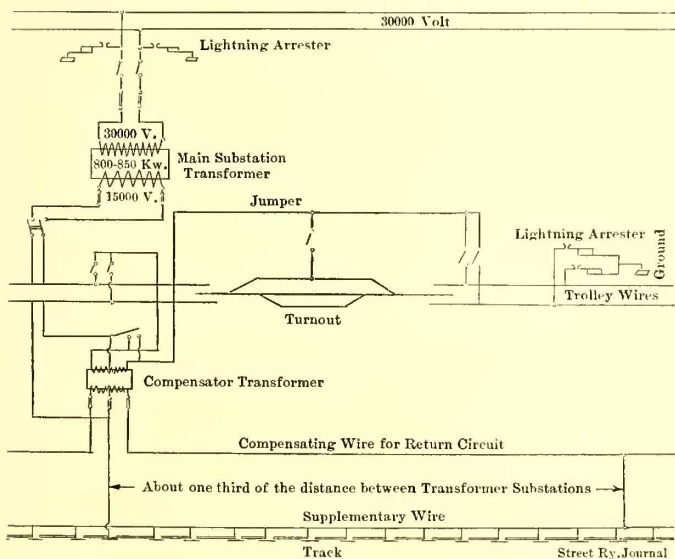 30000 Volt
Lightning Arrester
30000 V.
800-850 Kw.
15000 V.
Main Substation
Transformer
Jumper
Lightning Arrester
Ground
Trolley Wires
Turnout
Compensator Transformer
Compensating Wire for Return Circuit
About one third of the distance between Transformer Substations
Supplementary Wire
Track
Street Ry. Journal